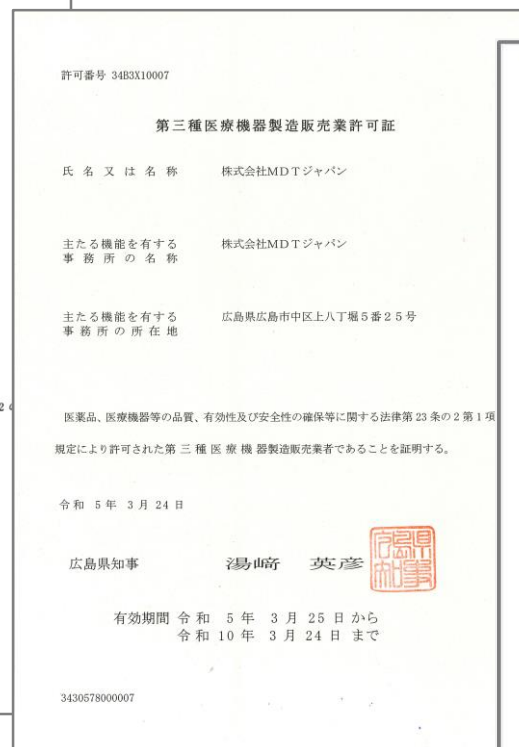 許可番号 34B3X10007
第三種医療機器製造販売業許可証
氏名又は名称 株式会社MDTジャパン
主たる機能を有する 株式会社MDTジャパン
事務所の名称
主たる機能を有する 広島県広島市中区上八丁堀5番25号
事務所の所在地
医薬品、医療機器等の品質、有効性及び安全性の確保等に関する法律第23条の2第1項
規定により許可された第三種医療機器製造販売業者であることを証明する。
令和 5年 3月24日
広島県知事 湯﨑 英彦
有効期間 令和 5年 3月25日から
令和10年 3月24日まで
3430578000007